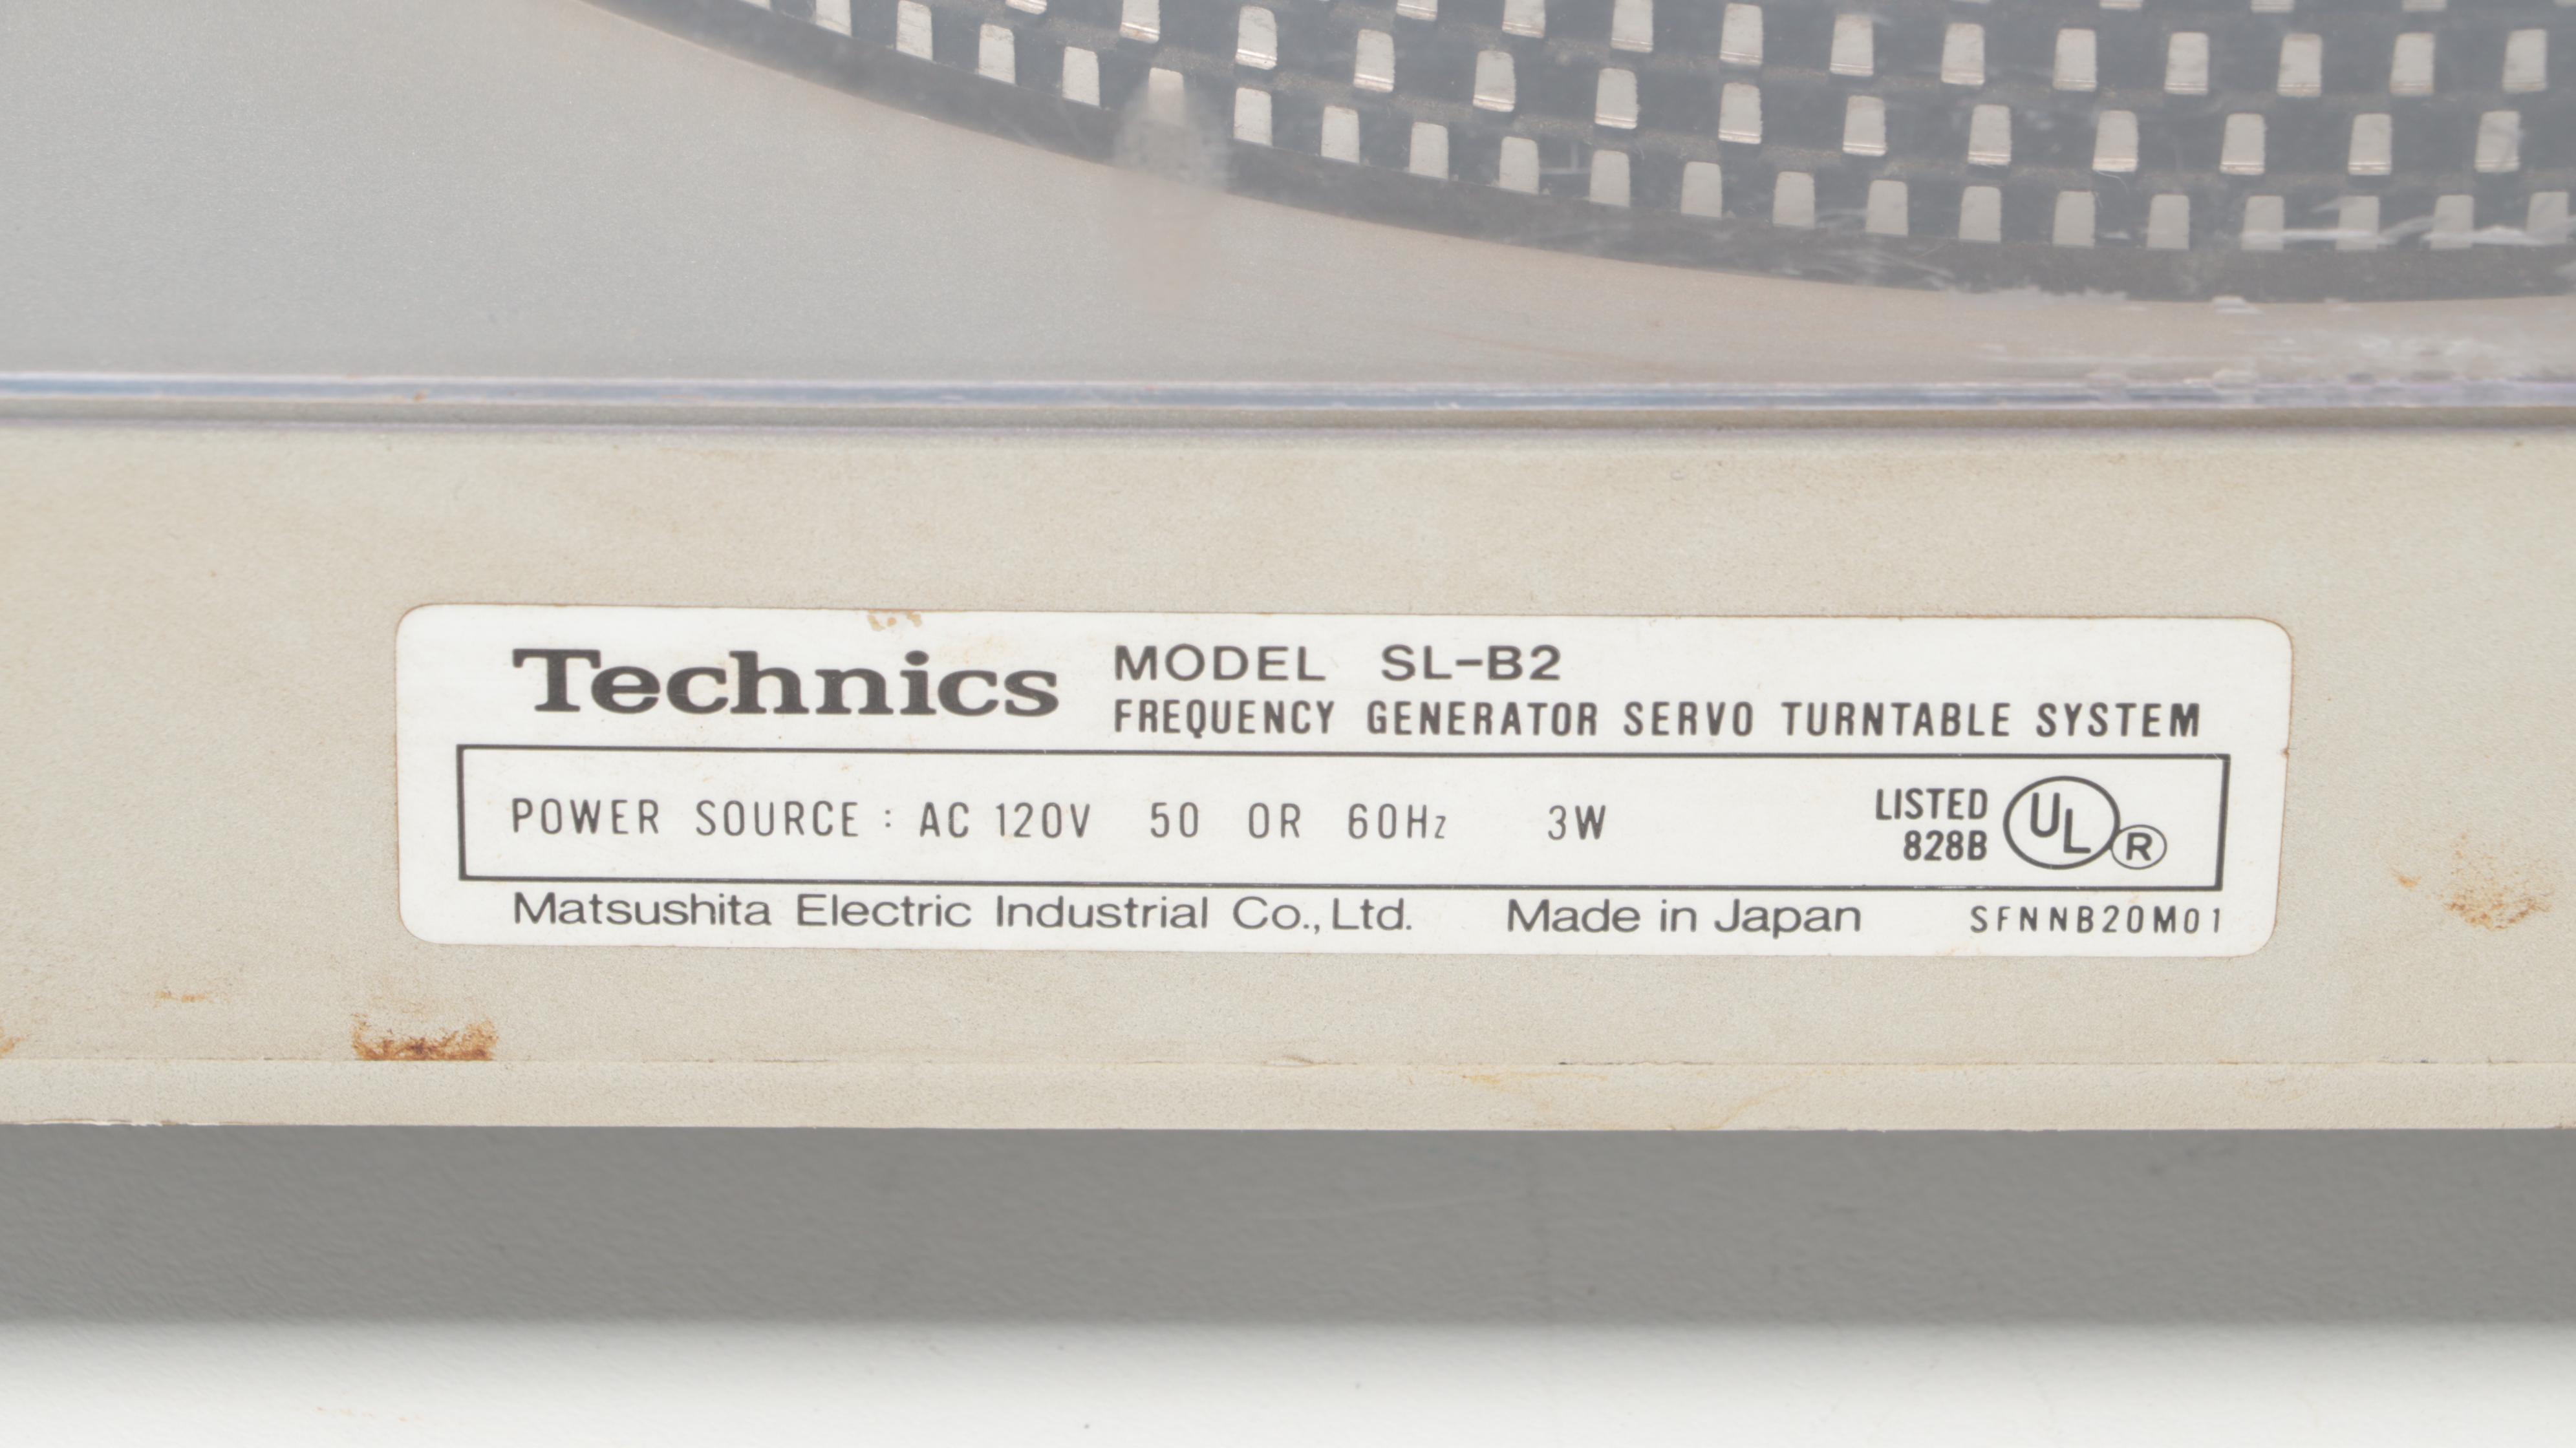 Technics MODEL SL-B2
FREQUENCY GENERATOR SERVO TURNTABLE SYSTEM
POWER SOURCE : AC 120V 50 OR 60Hz 3W
LISTED
828B
UL ®
Matsushita Electric Industrial Co., Ltd. Made in Japan SFNNB20M01